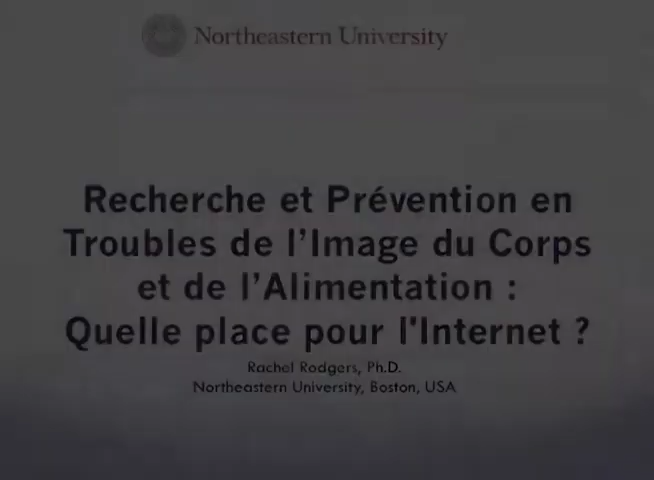 Northeastern University
Recherche et Prévention en
Troubles de l’Image du Corps
et de l’Alimentation :
Quelle place pour l'Internet ?
Rachel Rodgers, Ph.D.
Northeastern University, Boston, USA